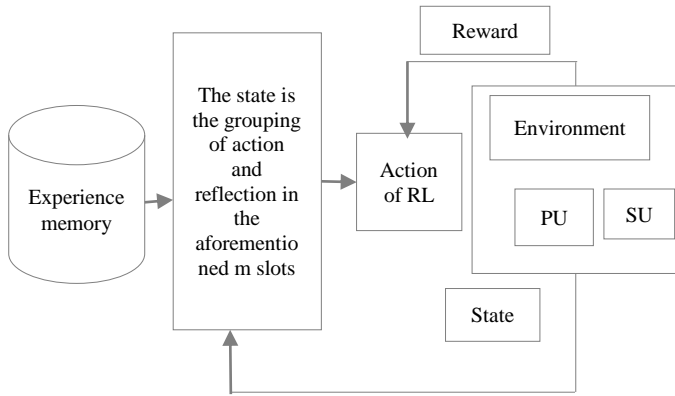 Experience
memory
The state is
the grouping
of action
and
reflection in
the
aforementio
ned m slots
Action
of RL
Reward
Environment
PU
SU
State